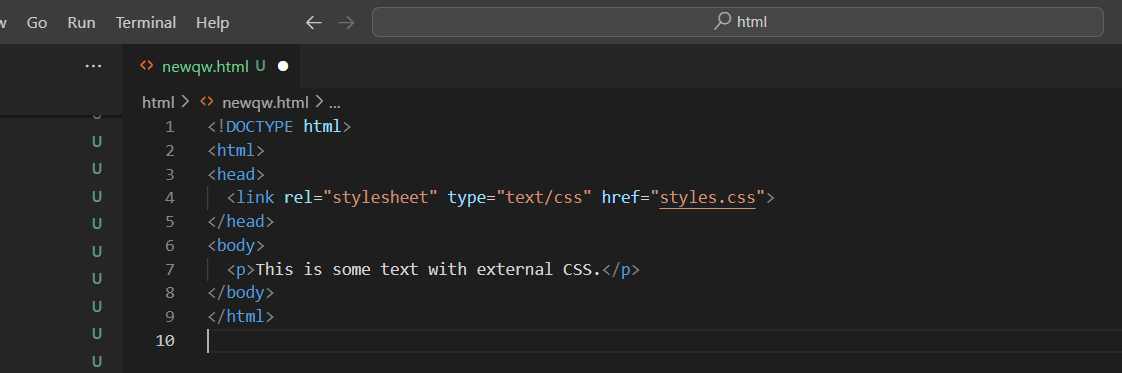 w Go Run Terminal Help ← → html
··· <> newqw.html U ●
html > <> newqw.html > ...
U
1 <!DOCTYPE html>
U
2 <html>
U
3 <head>
U
4   <link rel="stylesheet" type="text/css" href="styles.css">
U
5 </head>
U
6 <body>
U
7   <p>This is some text with external CSS.</p>
U
8 </body>
U
9 </html>
U
10
U